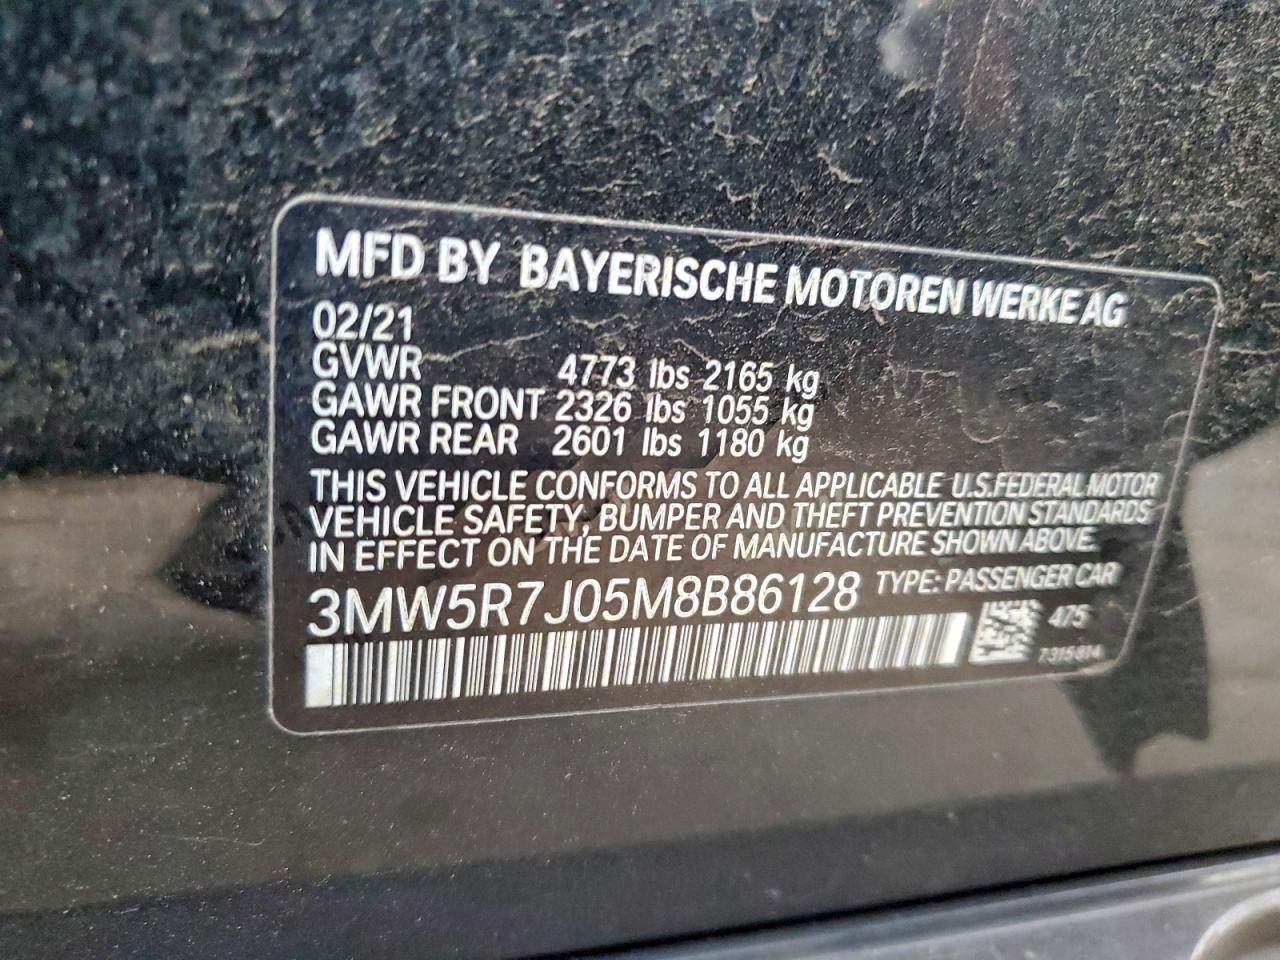 MFD BY BAYERISCHE MOTOREN WERKE AG
02/21
GVWR 4773 lbs 2165 kg
GAWR FRONT 2326 lbs 1055 kg
GAWR REAR 2601 lbs 1180 kg
THIS VEHICLE CONFORMS TO ALL APPLICABLE U.S.FEDERAL MOTOR
VEHICLE SAFETY, BUMPER AND THEFT PREVENTION STANDARDS
IN EFFECT ON THE DATE OF MANUFACTURE SHOWN ABOVE.
3MW5R7J05M8B86128 TYPE: PASSENGER CAR
475
7315814